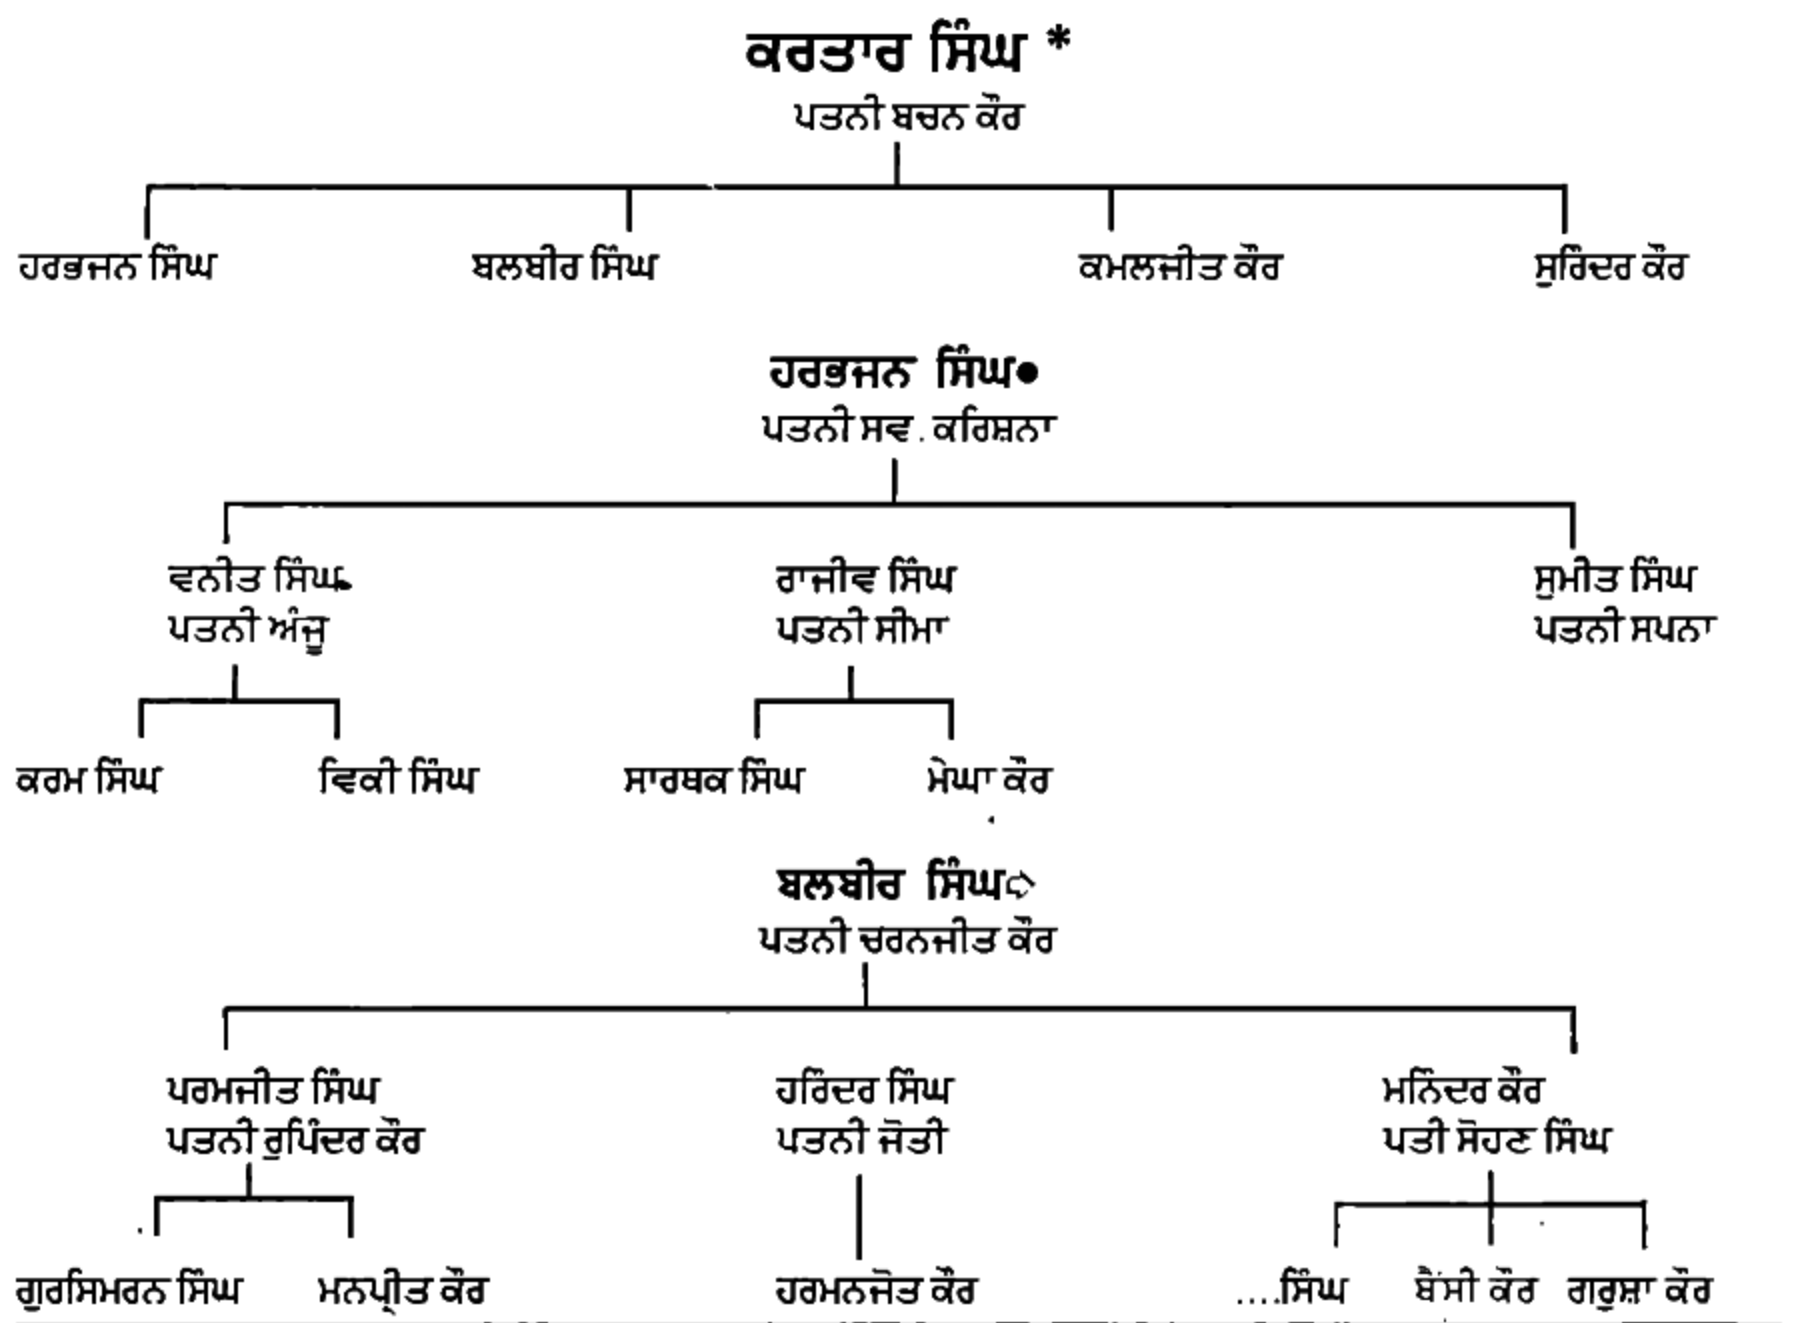 ਕਰਤਾਰ ਸਿੰਘ *
ਪਤਨੀ ਬਚਨ ਕੌਰ
ਹਰਭਜਨ ਸਿੰਘ ਬਲਬੀਰ ਸਿੰਘ ਕਮਲਜੀਤ ਕੌਰ ਸੁਰਿੰਦਰ ਕੌਰ
ਹਰਭਜਨ ਸਿੰਘ●
ਪਤਨੀ ਸਵ. ਕਰਿਸ਼ਨਾ
ਵਨੀਤ ਸਿੰਘ ਰਾਜੀਵ ਸਿੰਘ ਸੁਮੀਤ ਸਿੰਘ
ਪਤਨੀ ਅੰਜੂ ਪਤਨੀ ਸੀਮਾ ਪਤਨੀ ਸਪਨਾ
ਕਰਮ ਸਿੰਘ ਵਿਕੀ ਸਿੰਘ ਸਾਰਥਕ ਸਿੰਘ ਮੇਘਾ ਕੌਰ
ਬਲਬੀਰ ਸਿੰਘ➪
ਪਤਨੀ ਚਰਨਜੀਤ ਕੌਰ
ਪਰਮਜੀਤ ਸਿੰਘ ਹਰਿੰਦਰ ਸਿੰਘ ਮਨਿੰਦਰ ਕੌਰ
ਪਤਨੀ ਰੁਪਿੰਦਰ ਕੌਰ ਪਤਨੀ ਜੋਤੀ ਪਤੀ ਸੋਹਣ ਸਿੰਘ
ਗੁਰਸਿਮਰਨ ਸਿੰਘ ਮਨਪ੍ਰੀਤ ਕੌਰ ਹਰਮਨਜੋਤ ਕੌਰ ....ਸਿੰਘ ਬੈਂਸੀ ਕੌਰ ਗਰੁਸ਼ਾ ਕੌਰ